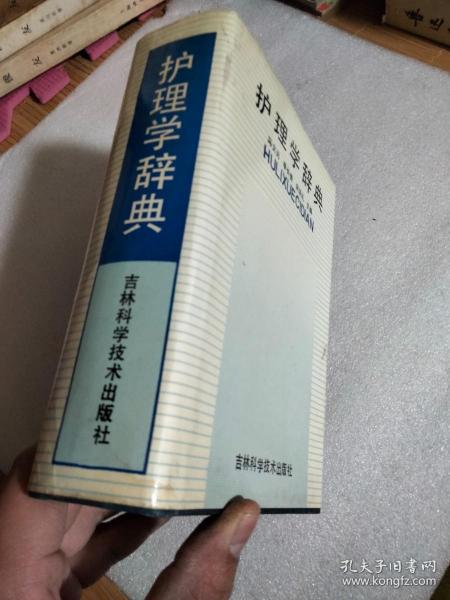 护理学辞典
吉林科学技术出版社
护理学辞典
HULIXUECIDIAN
吉林科学技术出版社
孔夫子旧书网
www.kongfz.com